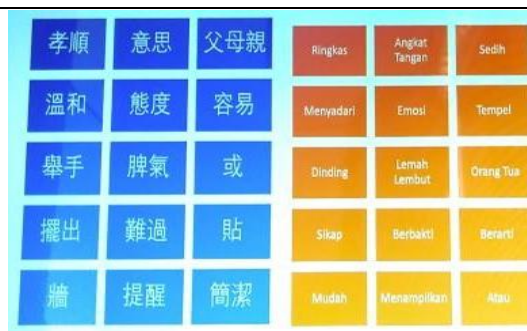 孝順 意思 父母親
溫和 態度 容易
舉手 脾氣 或
擺出 難過 貼
牆 提醒 簡潔
Ringkas Angkat Tangan Sedih
Menyadari Emosi Tempel
Dinding Lemah Lembut Orang Tua
Sikap Berbakti Berarti
Mudah Menampilkan Atau